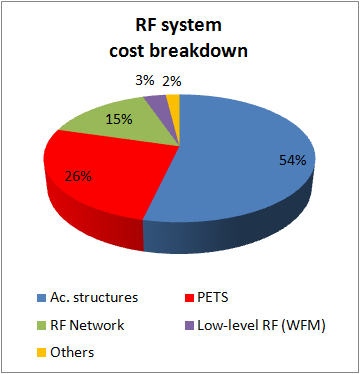 RF system
cost breakdown
3% 2%
15%
54%
26%
Ac. structures PETS
RF Network Low-level RF (WFM)
Others